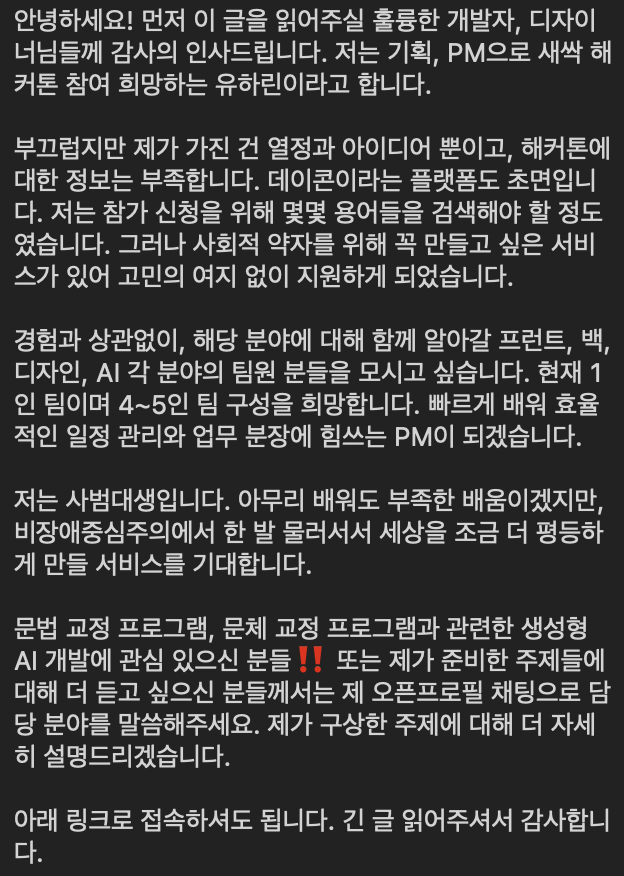 안녕하세요! 먼저 이 글을 읽어주실 훌륭한 개발자, 디자이
너님들께 감사의 인사드립니다. 저는 기획, PM으로 새싹 해
커톤 참여 희망하는 유하린이라고 합니다.
부끄럽지만 제가 가진 건 열정과 아이디어 뿐이고, 해커톤에
대한 정보는 부족합니다. 데이콘이라는 플랫폼도 초면입니
다. 저는 참가 신청을 위해 몇몇 용어들을 검색해야 할 정도
였습니다. 그러나 사회적 약자를 위해 꼭 만들고 싶은 서비
스가 있어 고민의 여지 없이 지원하게 되었습니다.
경험과 상관없이, 해당 분야에 대해 함께 알아갈 프런트, 백,
디자인, AI 각 분야의 팀원 분들을 모시고 싶습니다. 현재 1
인 팀이며 4~5인 팀 구성을 희망합니다. 빠르게 배워 효율
적인 일정 관리와 업무 분장에 힘쓰는 PM이 되겠습니다.
저는 사범대생입니다. 아무리 배워도 부족한 배움이겠지만,
비장애중심주의에서 한 발 물러서서 세상을 조금 더 평등하
게 만들 서비스를 기대합니다.
문법 교정 프로그램, 문체 교정 프로그램과 관련한 생성형
AI 개발에 관심 있으신 분들‼️ 또는 제가 준비한 주제들에
대해 더 듣고 싶으신 분들께서는 제 오픈프로필 채팅으로 담
당 분야를 말씀해주세요. 제가 구상한 주제에 대해 더 자세
히 설명드리겠습니다.
아래 링크로 접속하셔도 됩니다. 긴 글 읽어주셔서 감사합니
다.